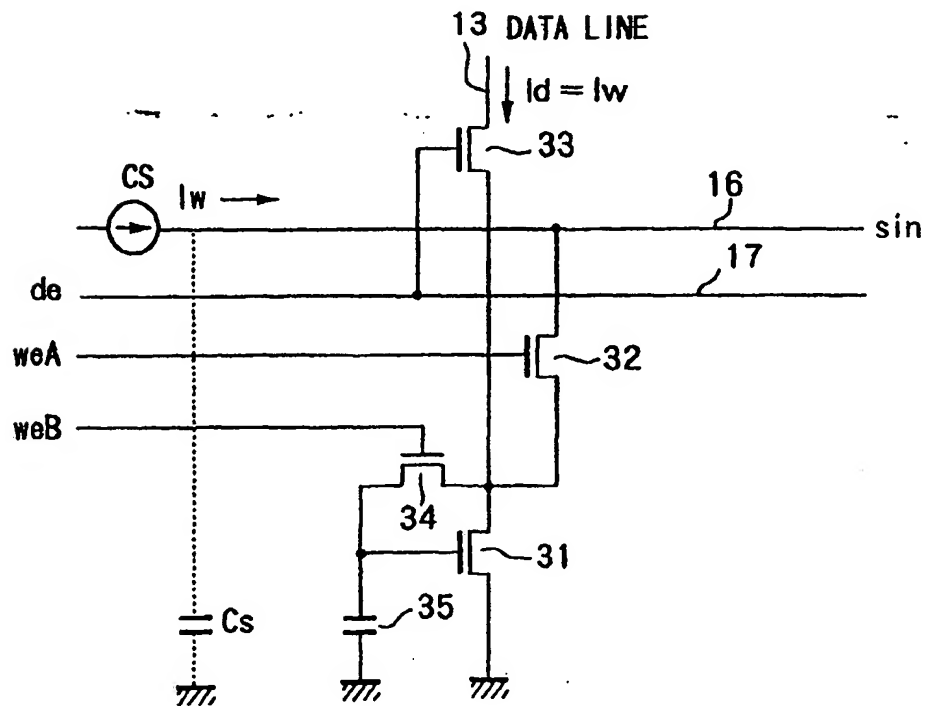 13 DATA LINE
Id = Iw
33
CS
Iw
16
sin
17
de
weA
32
weB
34
31
35
Cs